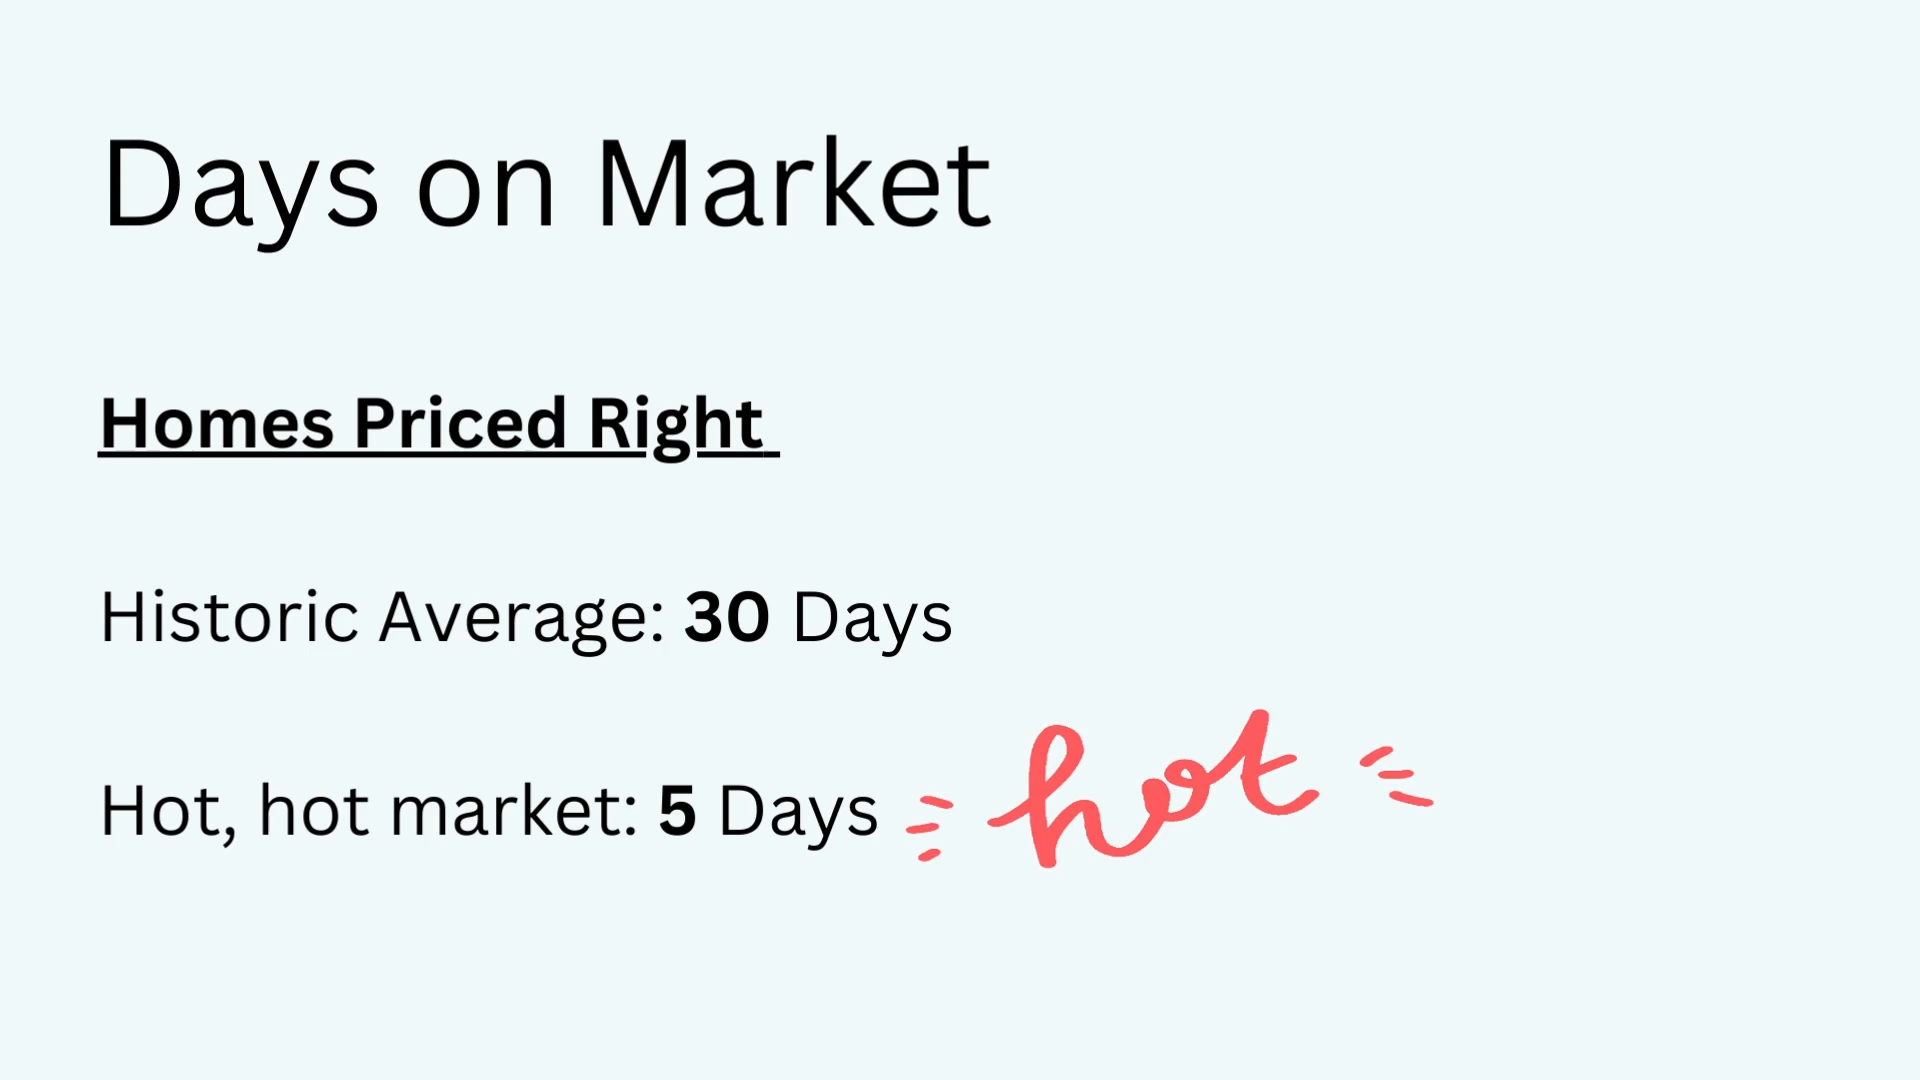 Days on Market
Homes Priced Right
Historic Average: 30 Days
Hot, hot market: 5 Days hot